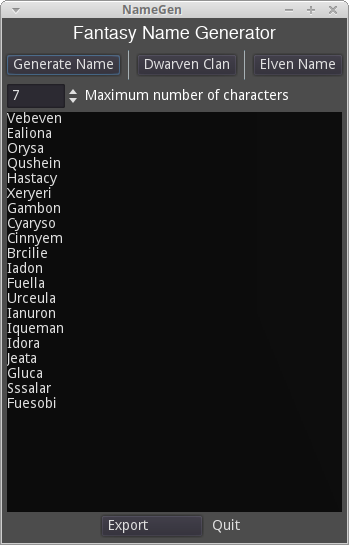 NameGen
Fantasy Name Generator
Generate Name Dwarven Clan Elven Name
7 Maximum number of characters
Vebeven
Ealiona
Orysa
Qushein
Hastacy
Xeryeri
Gambon
Cyaryso
Cinnyem
Brcilie
Iadon
Fuella
Urceula
Ianuron
Iqueman
Idora
Jeata
Gluca
Sssalar
Fuesobi
Export Quit